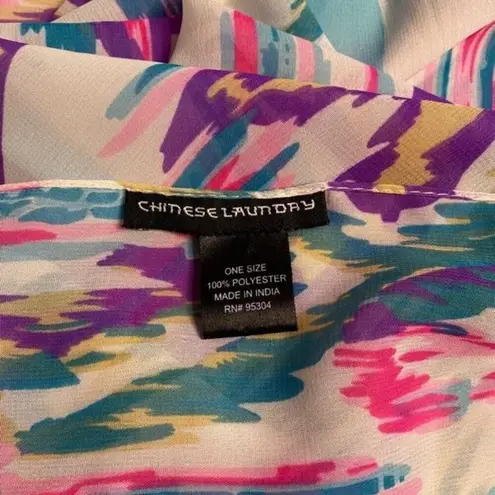 CHINESE LAUNDRY
ONE SIZE
100% POLYESTER
MADE IN INDIA
RN# 95304